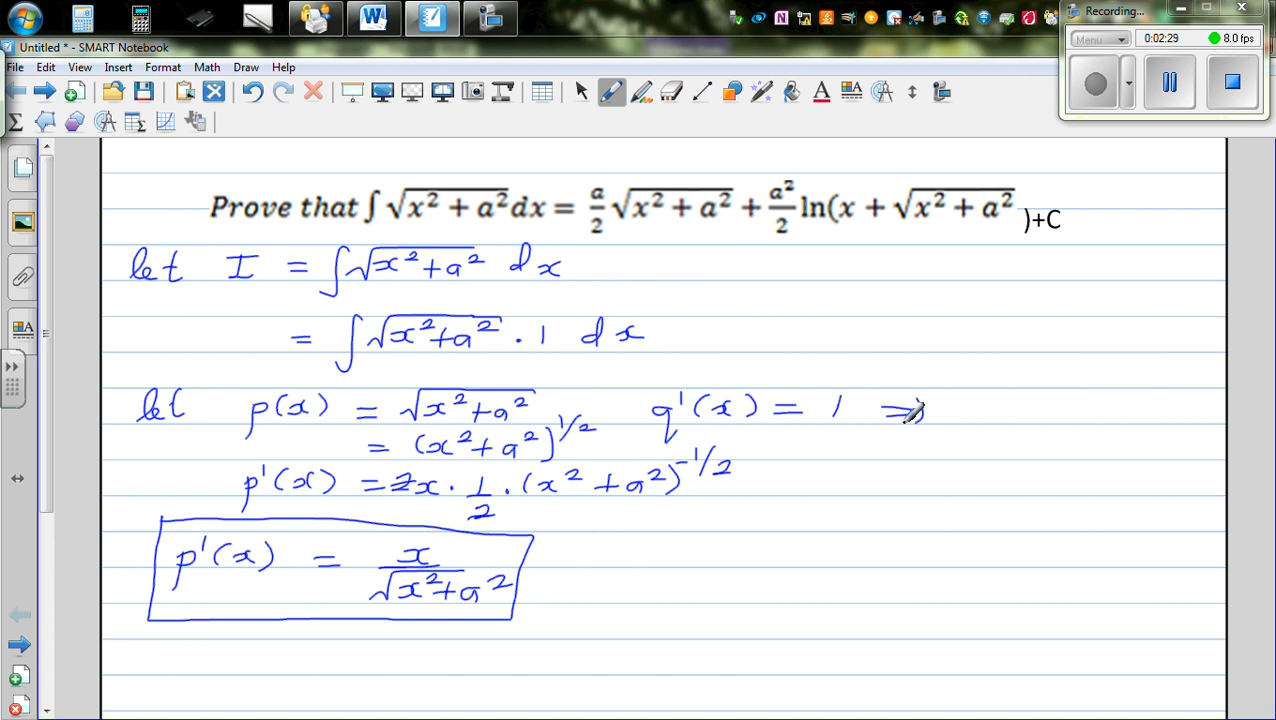 Recording...
Menu
0:02:29
8.0 fps
Untitled * - SMART Notebook
File Edit View Insert Format Math Draw Help
Prove that ∫ √(x² + a²) dx = a/2 √(x² + a²) + a²/2 ln(x + √(x² + a²) )+C
let I = ∫ √(x²+a²) dx
= ∫ √(x²+a²) · 1 dx
let p(x) = √(x²+a²) q'(x) = 1 ⇒
= (x²+a²)^1/2
p'(x) = 2x · 1/2 · (x²+a²)^-1/2
p'(x) = x/√(x²+a²)